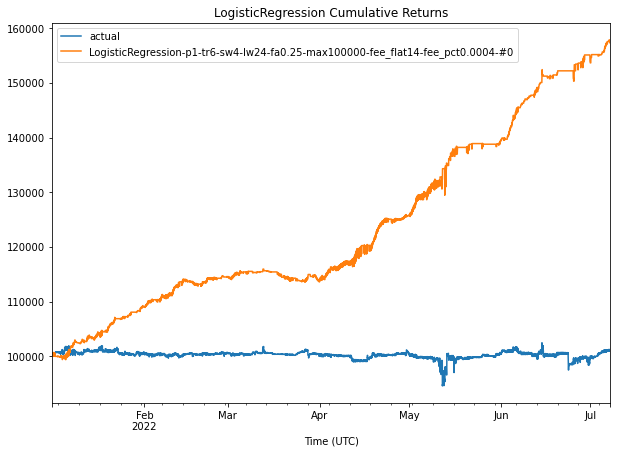 LogisticRegression Cumulative Returns
actual
LogisticRegression-p1-tr6-sw4-lw24-fa0.25-max100000-fee_flat14-fee_pct0.0004-#0
160000
150000
140000
130000
120000
110000
100000
Feb
2022
Mar
Apr
May
Jun
Jul
Time (UTC)